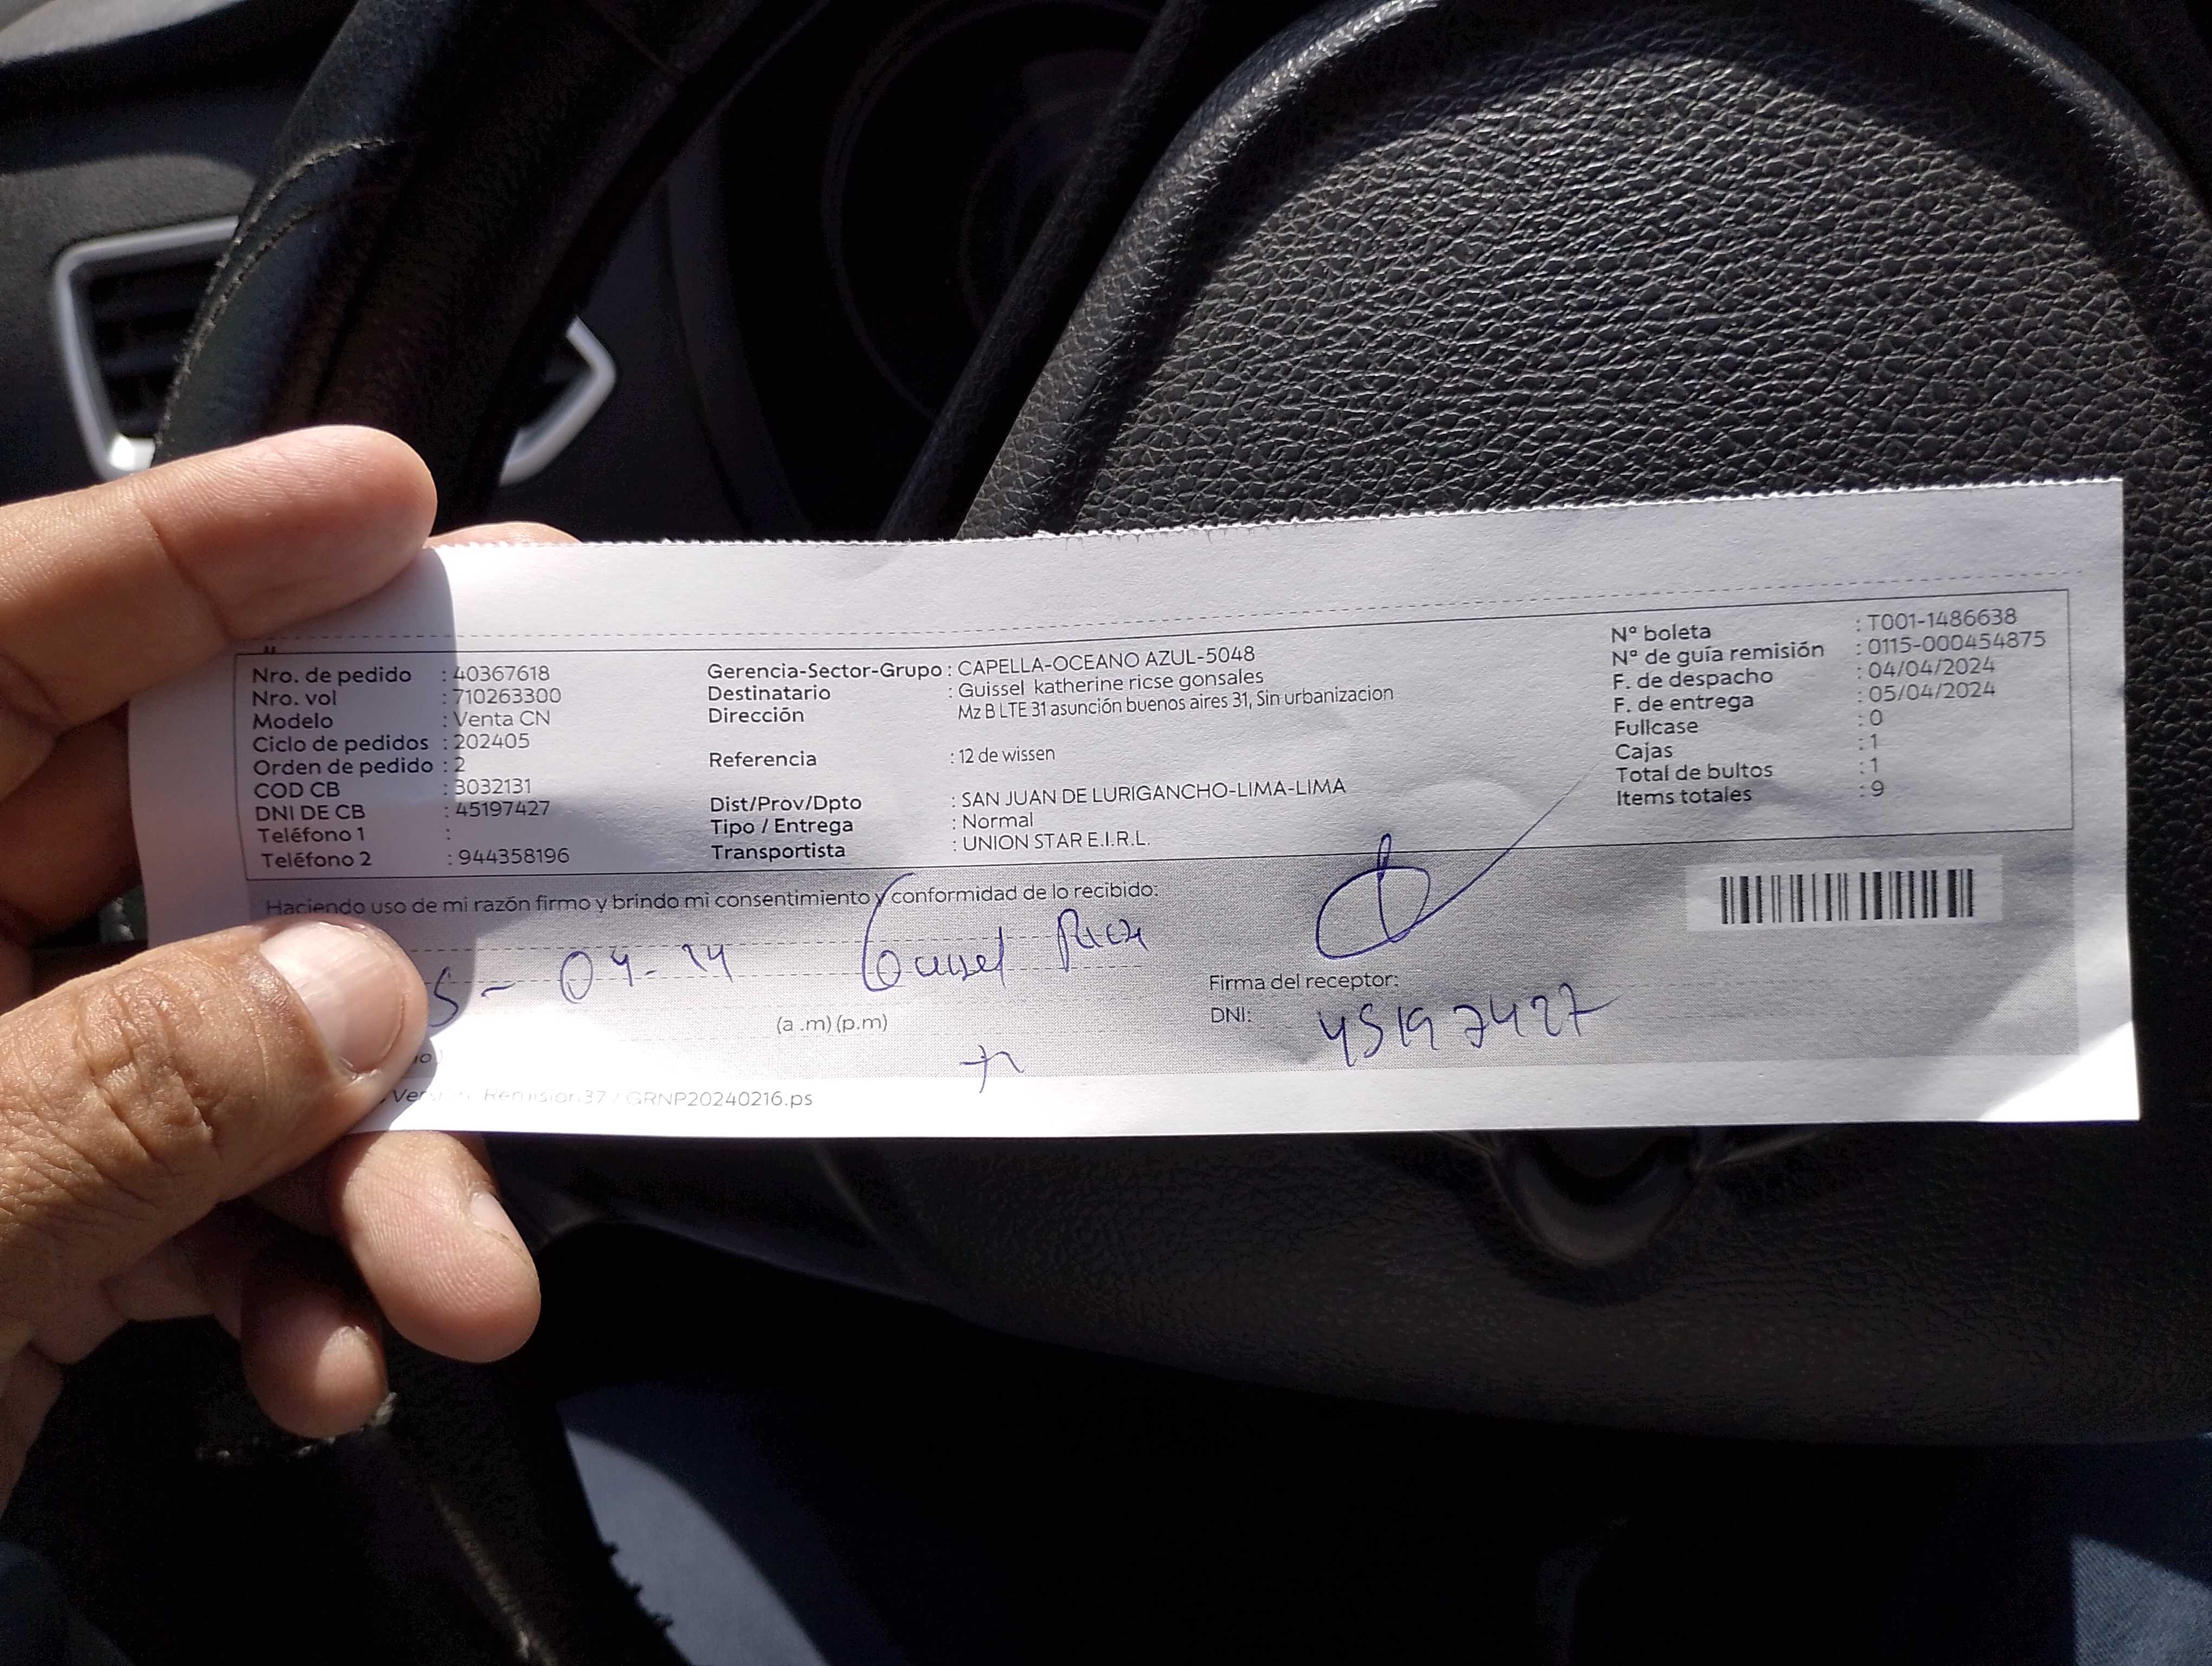 Nro. de pedido : 40367618
Nro. vol : 710263300
Modelo : Venta CN
Ciclo de pedidos : 202405
Orden de pedido : 2
COD CB : 3032131
DNI DE CB : 45197427
Teléfono 1 :
Teléfono 2 : 944358196
Gerencia-Sector-Grupo : CAPELLA-OCEANO AZUL-5048
Destinatario : Guissel katherine ricse gonsales
Dirección Mz B LTE 31 asunción buenos aires 31, Sin urbanizacion
Referencia : 12 de wissen
Dist/Prov/Dpto : SAN JUAN DE LURIGANCHO-LIMA-LIMA
Tipo / Entrega : Normal
Transportista : UNION STAR E.I.R.L.
N° boleta : T001-1486638
N° de guía remisión : 0115-000454875
F. de despacho : 04/04/2024
F. de entrega : 05/04/2024
Fullcase : 0
Cajas : 1
Total de bultos : 1
Items totales : 9
Haciendo uso de mi razón firmo y brindo mi consentimiento y conformidad de lo recibido:
5 - 04 - 24
Firma del receptor:
(a .m) (p.m)
DNI: 45197427
Remision37 / GRNP20240216.ps